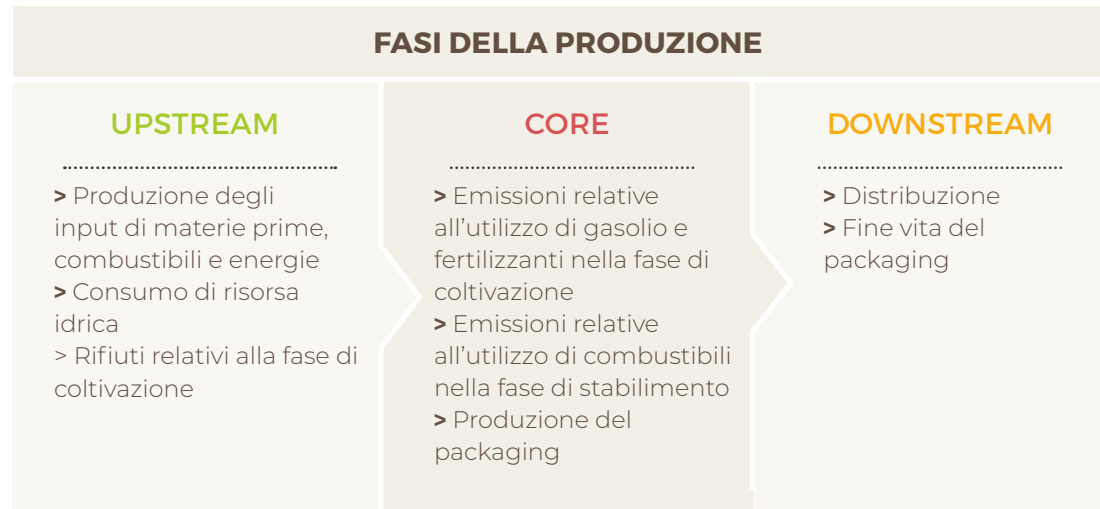 FASI DELLA PRODUZIONE
UPSTREAM
> Produzione degli
input di materie prime,
combustibili e energie
> Consumo di risorsa
idrica
> Rifiuti relativi alla fase di
coltivazione
CORE
> Emissioni relative
all'utilizzo di gasolio e
fertilizzanti nella fase di
coltivazione
> Emissioni relative
all'utilizzo di combustibili
nella fase di stabilimento
> Produzione del
packaging
DOWNSTREAM
> Distribuzione
> Fine vita del
packaging